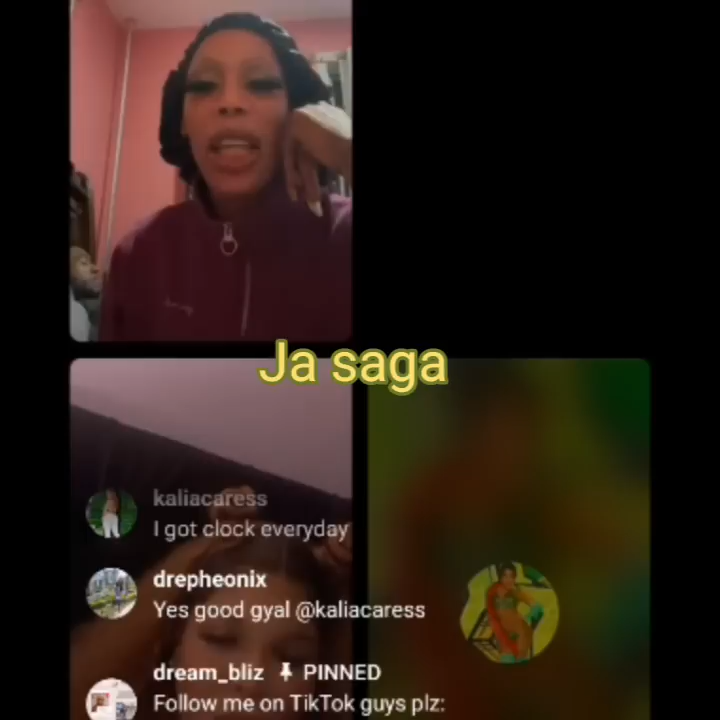 Ja saga
kaliacaress
I got clock everyday
drepheonix
Yes good gyal @kaliacaress
dream_bliz PINNED
Follow me on TikTok guys plz: